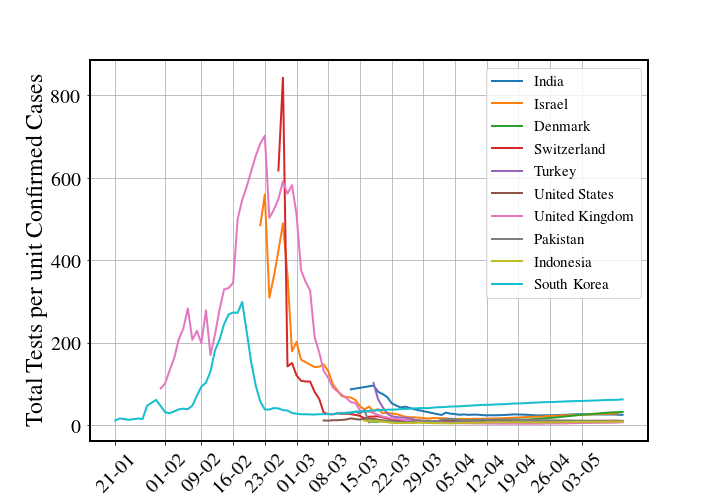 Total Tests per unit Confirmed Cases
800
600
400
200
0
21-01
01-02
09-02
16-02
23-02
01-03
08-03
15-03
22-03
29-03
05-04
12-04
19-04
26-04
03-05
India
Israel
Denmark
Switzerland
Turkey
United States
United Kingdom
Pakistan
Indonesia
South Korea